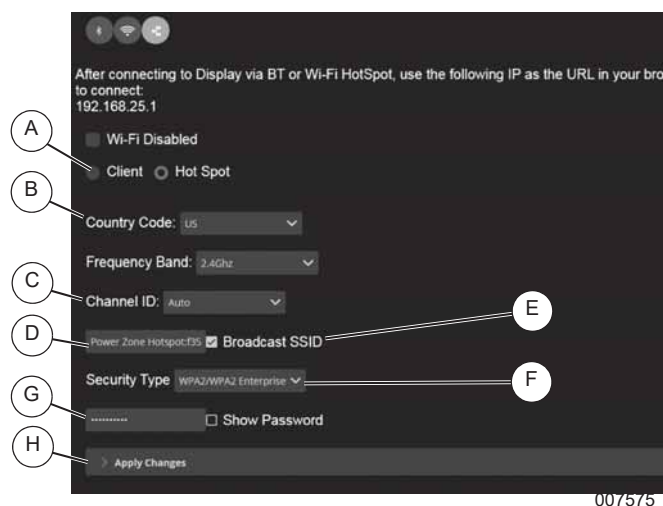 After connecting to Display via BT or Wi-Fi HotSpot, use the following IP as the URL in your bro
to connect:
192.168.25.1
A
Wi-Fi Disabled
Client Hot Spot
B
Country Code: US
Frequency Band: 2.4Ghz
C
Channel ID: Auto
D
Power Zone Hotspot:f35 Broadcast SSID
E
Security Type WPA2/WPA2 Enterprise
F
G
Show Password
H
Apply Changes
007575